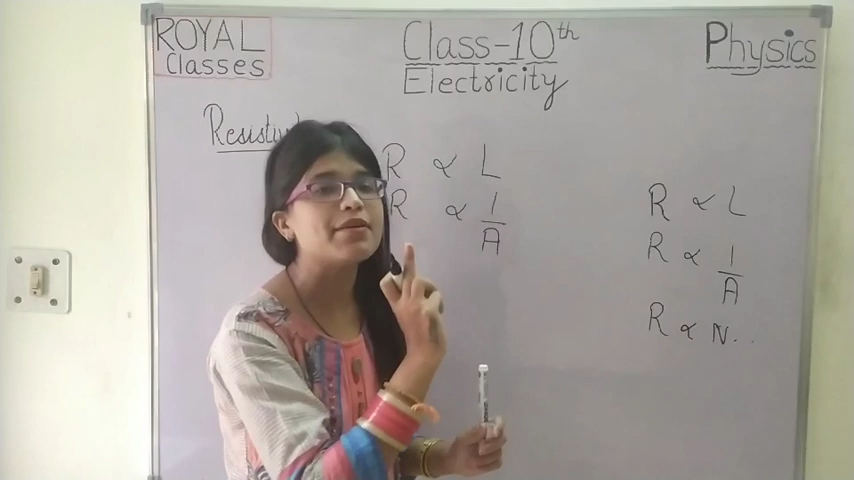 ROYAL
Classes
Class-10th
Electricity
Physics
R ∝ L
R ∝ 1/A
R ∝ L
R ∝ 1/A
R ∝ N..